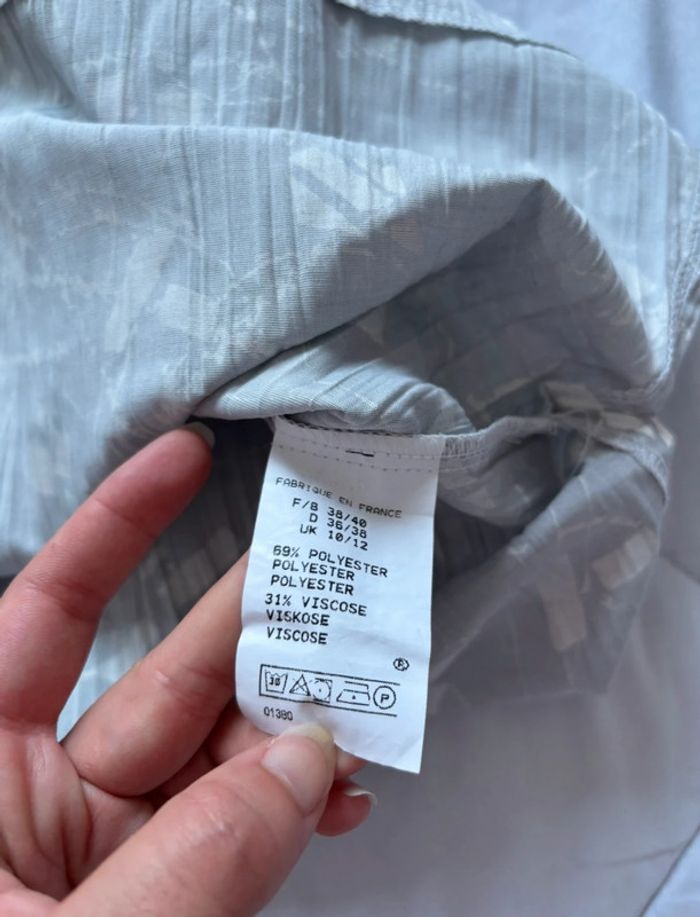 FABRIQUE EN FRANCE
F/B 38/40
D 36/38
UK 10/12
69% POLYESTER
POLYESTER
POLYESTER
31% VISCOSE
VISKOSE
VISCOSE
®
30 P
01380